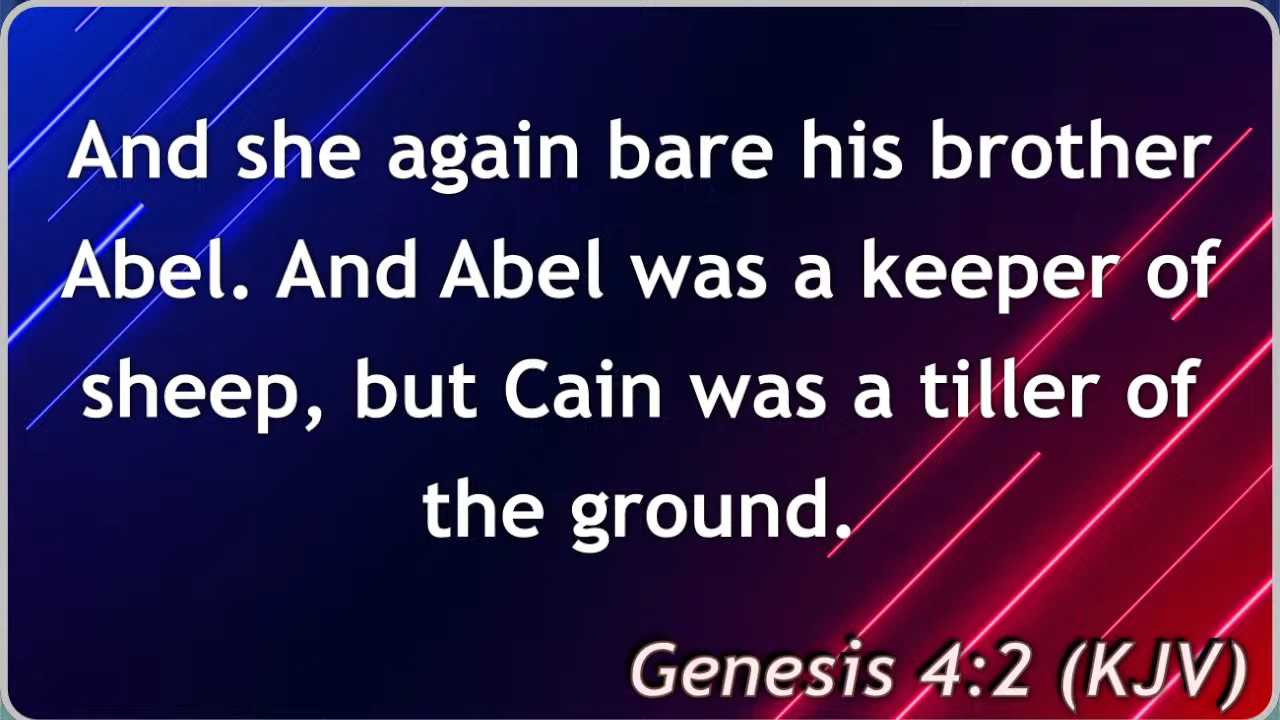 And she again bare his brother
Abel. And Abel was a keeper of
sheep, but Cain was a tiller of
the ground.
Genesis 4:2 (KJV)